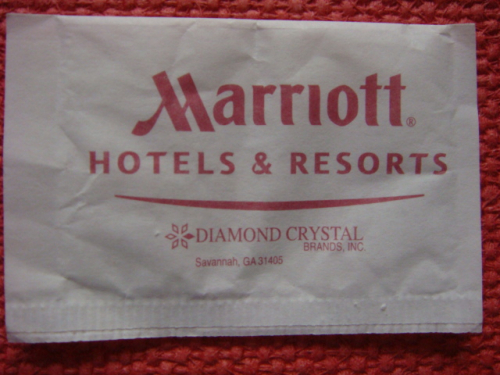 Marriott®
HOTELS & RESORTS
DIAMOND CRYSTAL
BRANDS, INC.
Savannah, GA 31405